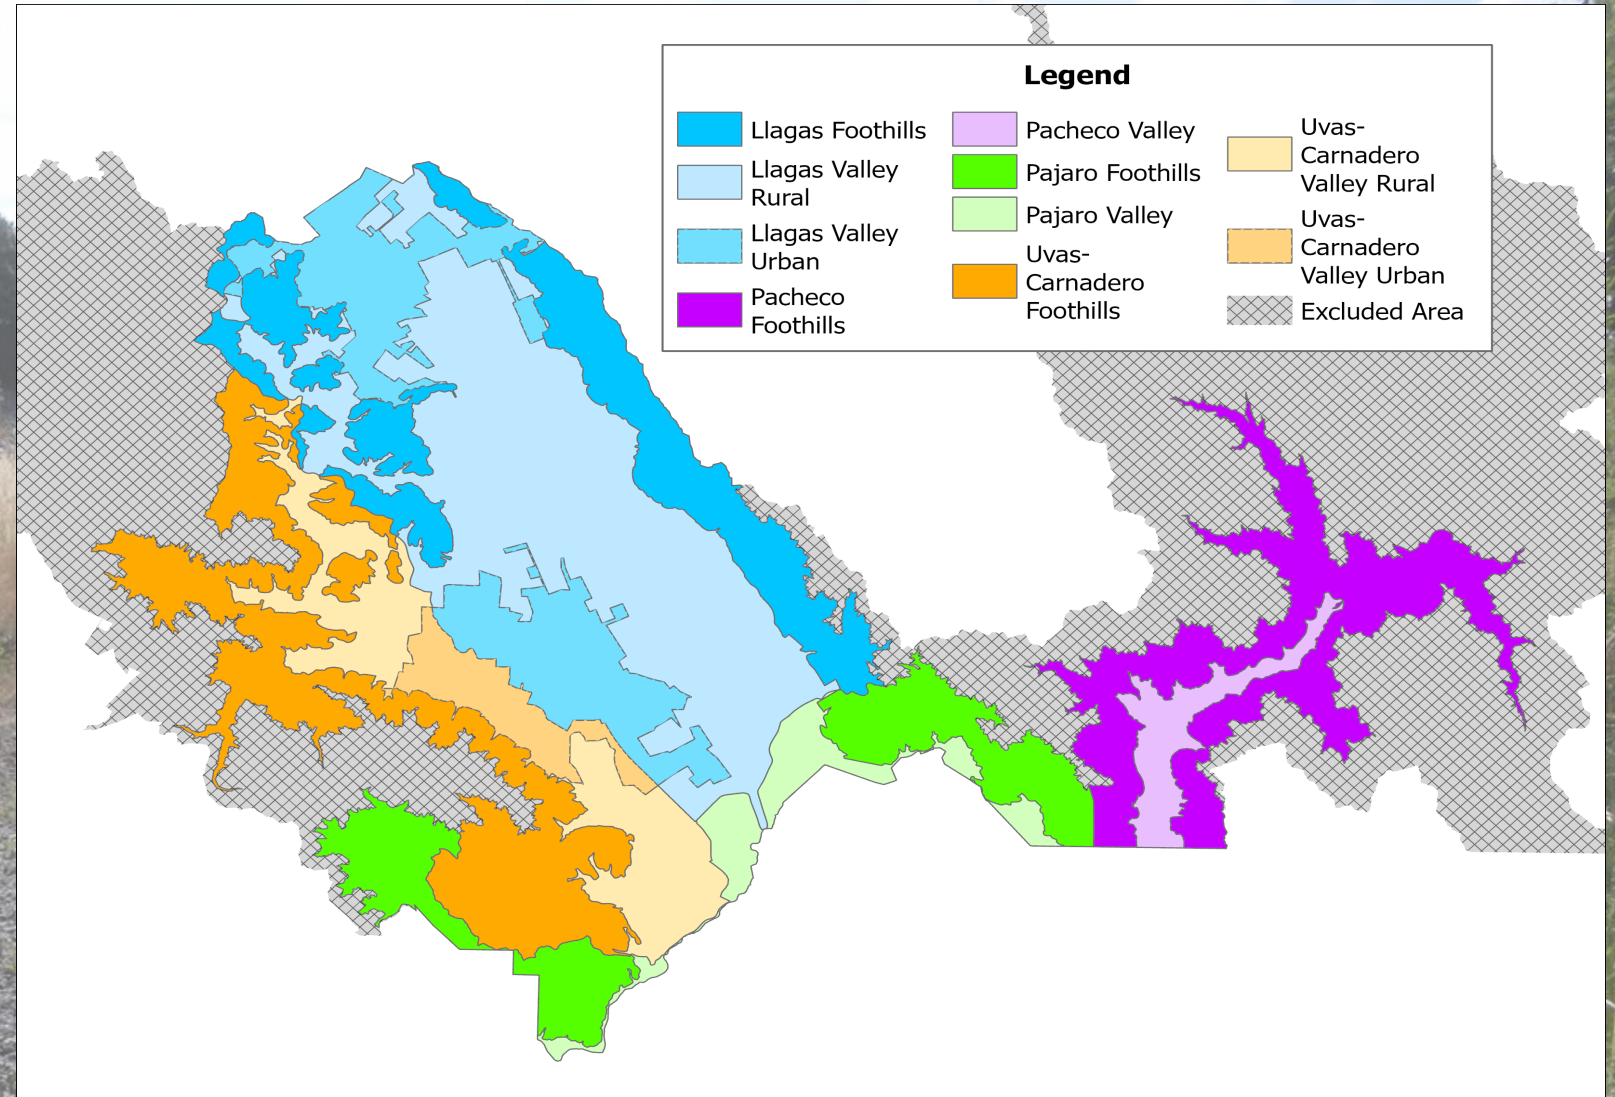 Legend
Llagas Foothills
Llagas Valley
Rural
Llagas Valley
Urban
Pacheco
Foothills
Pacheco Valley
Pajaro Foothills
Pajaro Valley
Uvas-
Carnadero
Foothills
Uvas-
Carnadero
Valley Rural
Uvas-
Carnadero
Valley Urban
Excluded Area